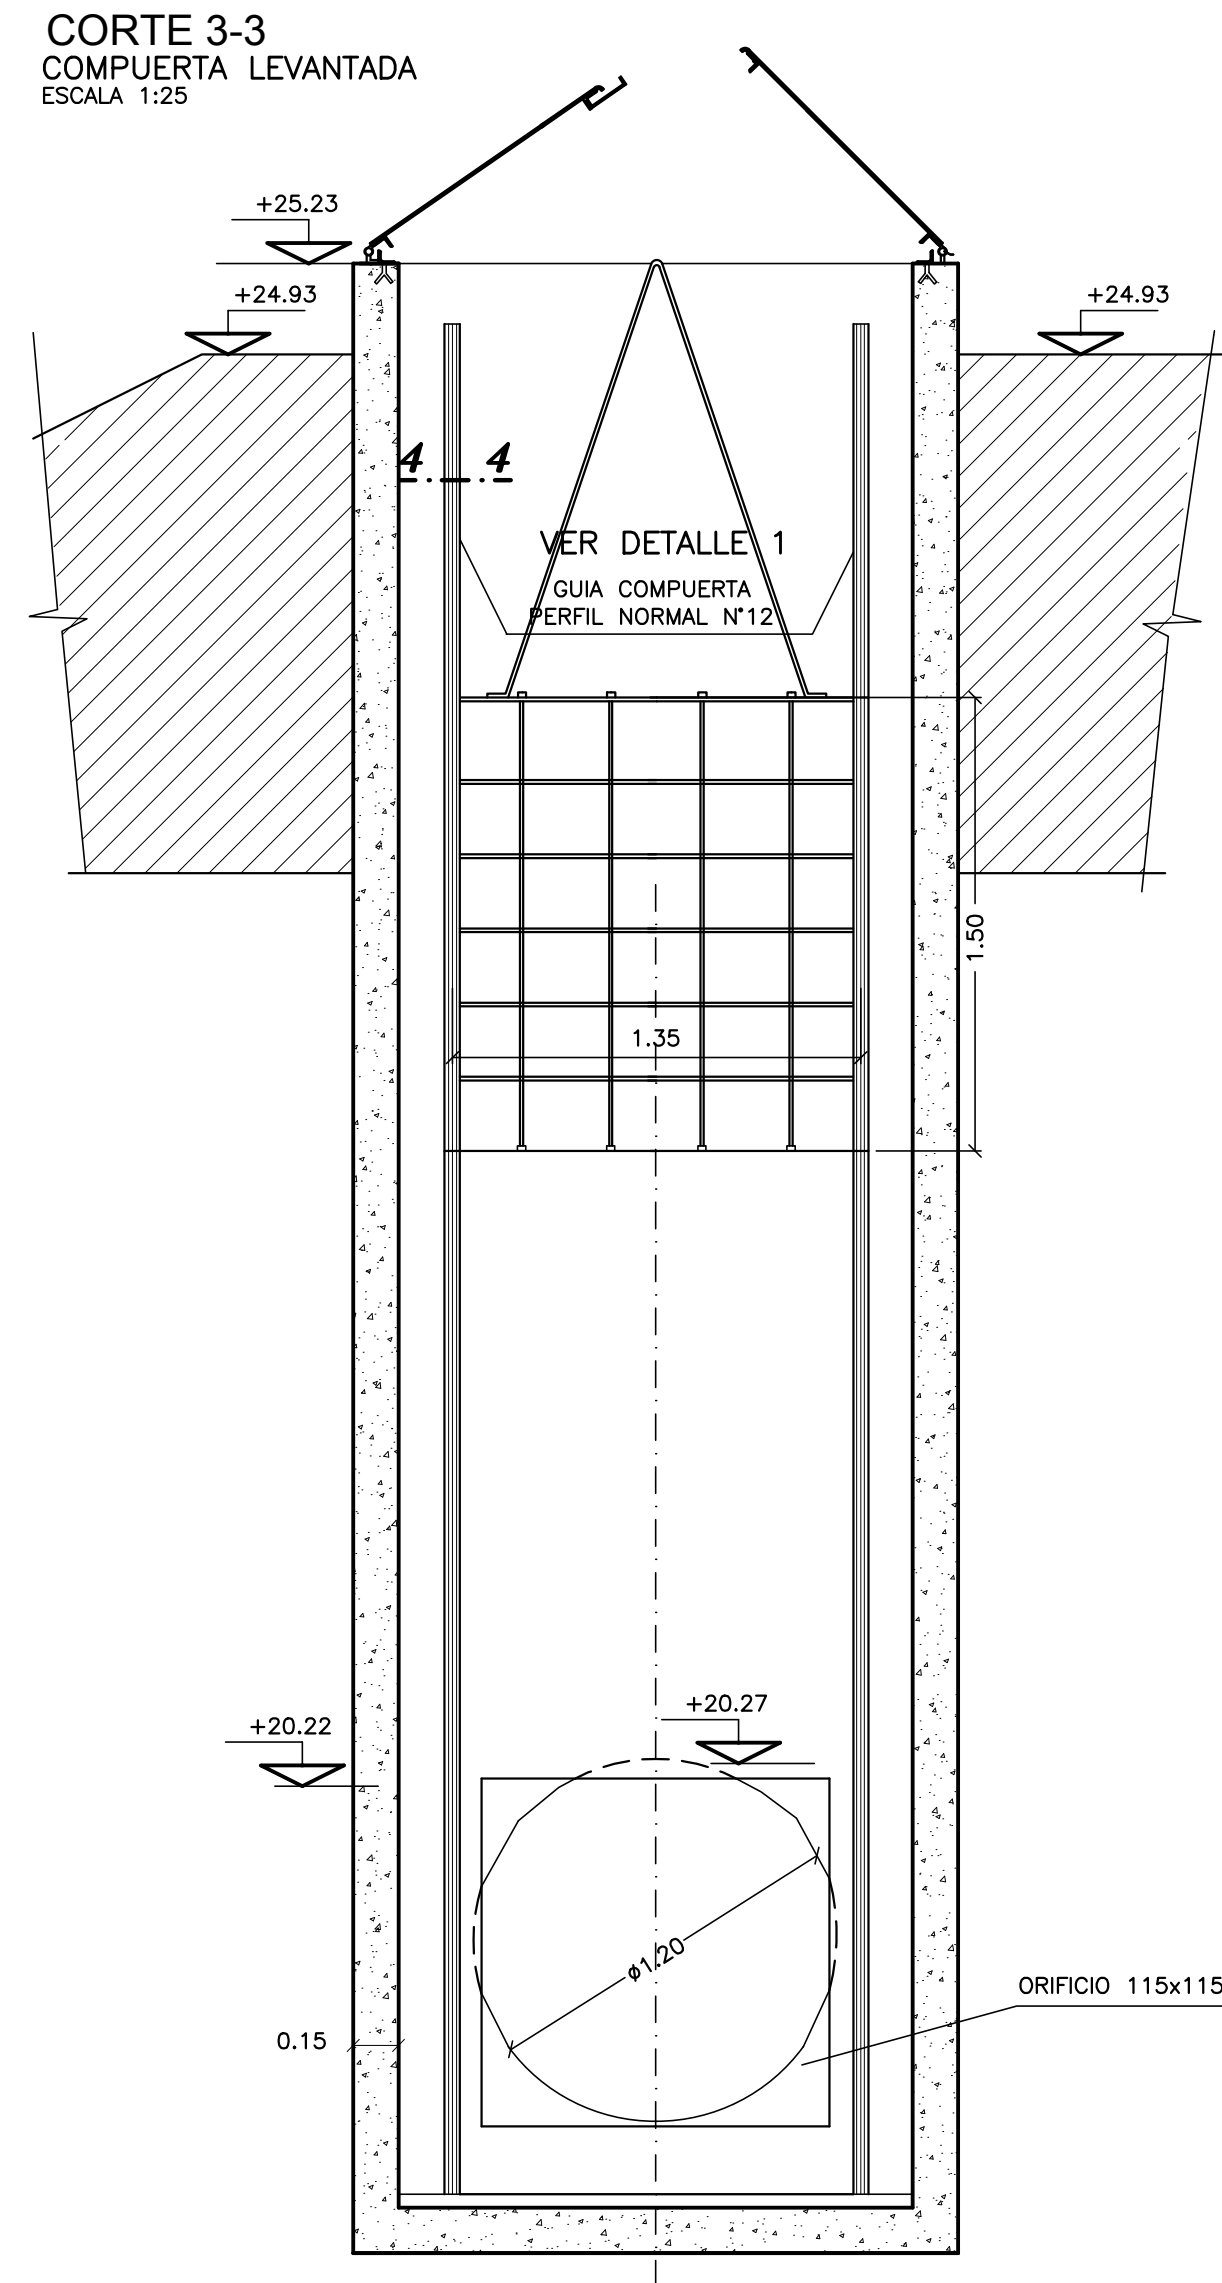 CORTE 3-3
COMPUERTA LEVANTADA
ESCALA 1:25
+25.23
+24.93
+24.93
4 4
VER DETALLE 1
GUIA COMPUERTA
PERFIL NORMAL N°12
1.50
1.35
+20.27
+20.22
ø1.20
ORIFICIO 115x115
0.15